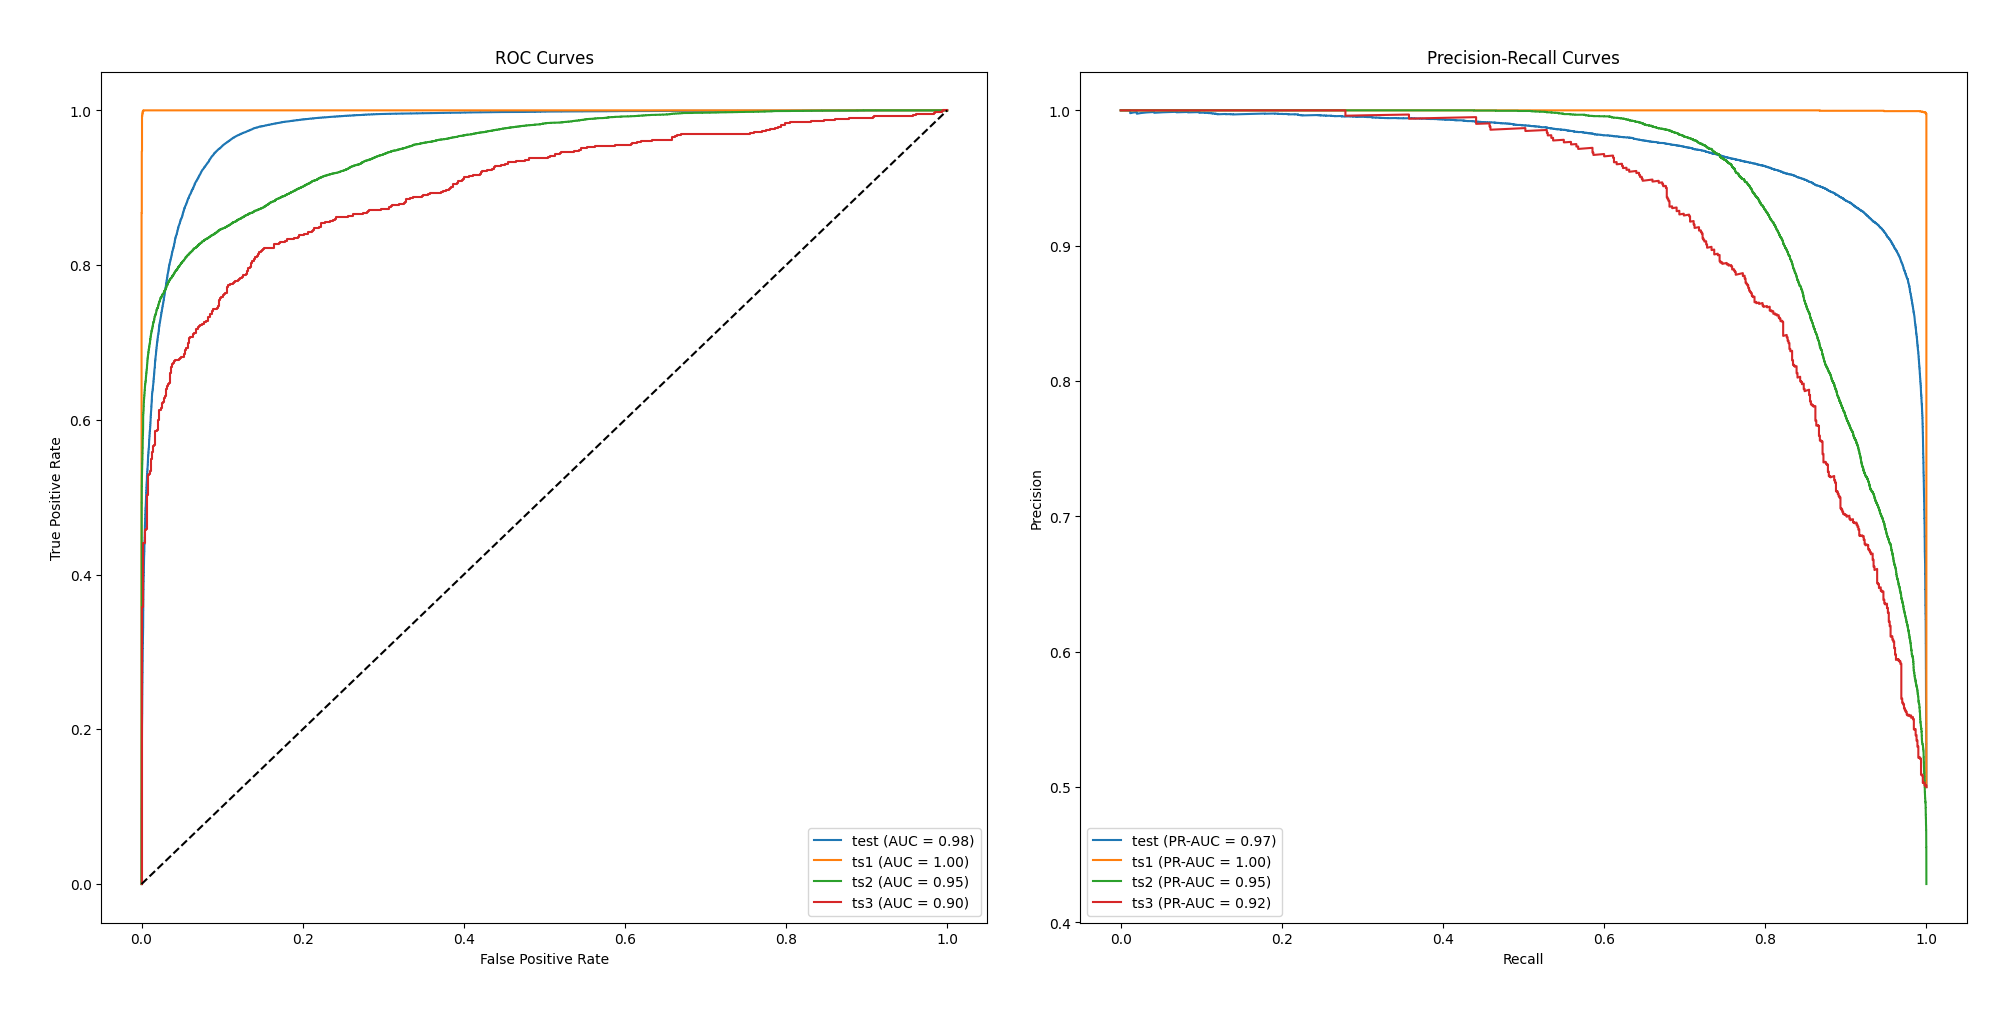 ROC Curves
1.0
0.8
0.6
0.4
0.2
0.0
True Positive Rate
0.0 0.2 0.4 0.6 0.8 1.0
False Positive Rate
test (AUC = 0.98)
ts1 (AUC = 1.00)
ts2 (AUC = 0.95)
ts3 (AUC = 0.90)
Precision-Recall Curves
1.0
0.9
0.8
0.7
0.6
0.5
0.4
Precision
0.0 0.2 0.4 0.6 0.8 1.0
Recall
test (PR-AUC = 0.97)
ts1 (PR-AUC = 1.00)
ts2 (PR-AUC = 0.95)
ts3 (PR-AUC = 0.92)